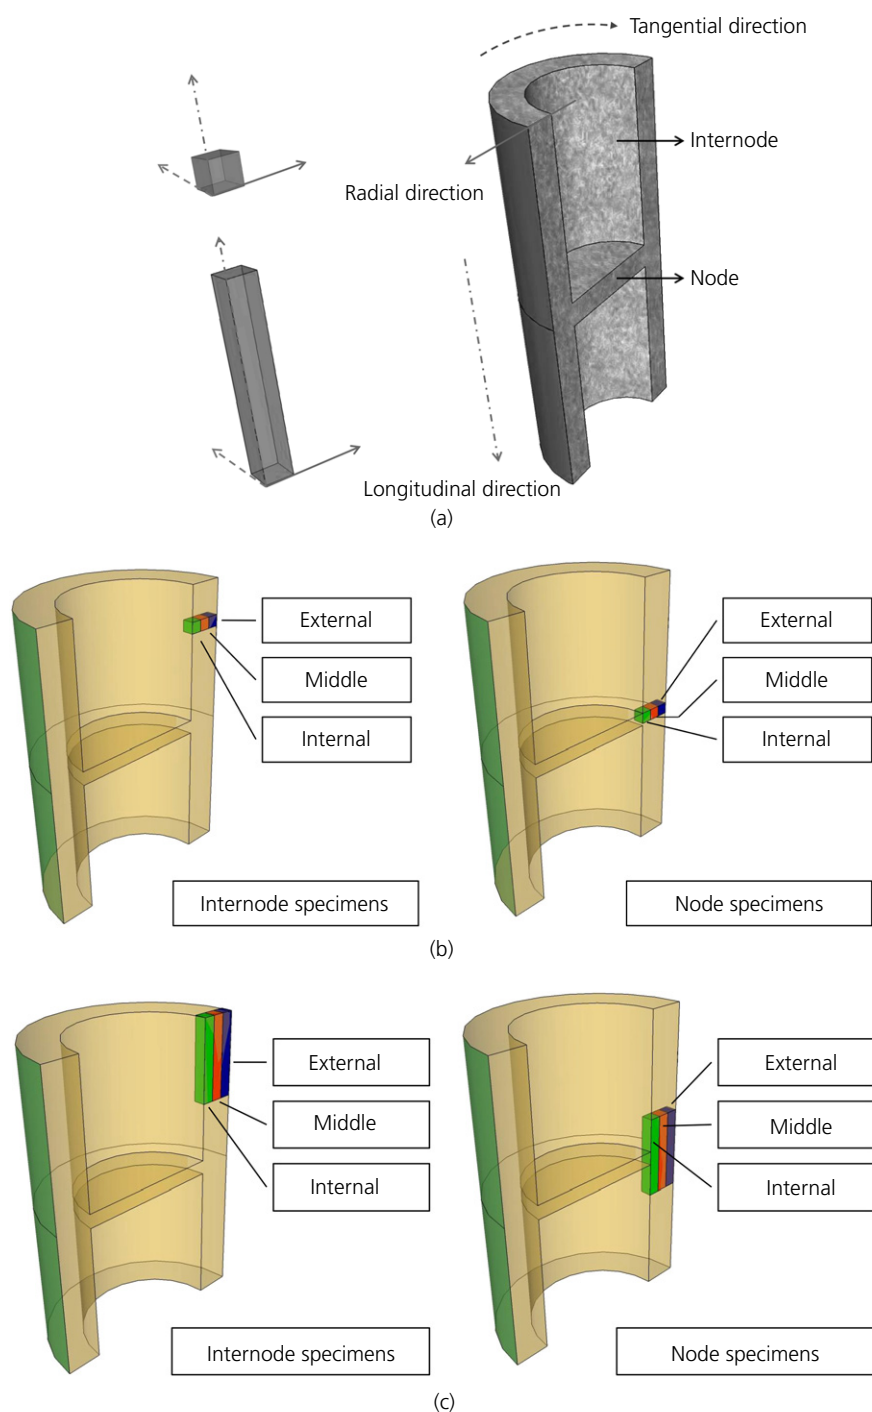 Tangential direction
Internode
Radial direction
Node
Longitudinal direction
(a)
External
Middle
Internal
Internode specimens
External
Middle
Internal
Node specimens
(b)
External
Middle
Internal
Internode specimens
External
Middle
Internal
Node specimens
(c)